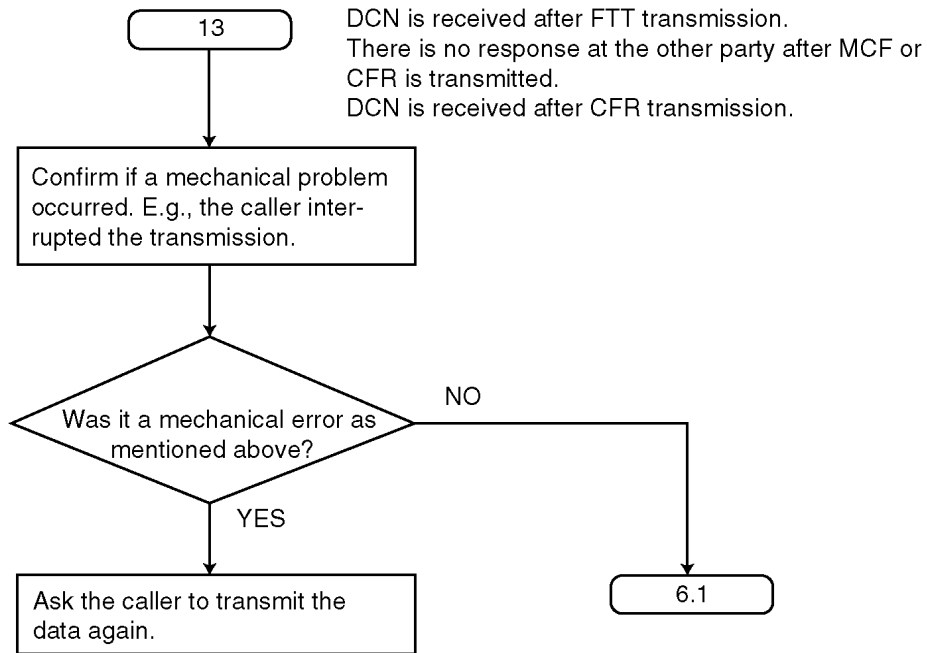 13
DCN is received after FTT transmission.
There is no response at the other party after MCF or
CFR is transmitted.
DCN is received after CFR transmission.
Confirm if a mechanical problem
occurred. E.g., the caller inter-
rupted the transmission.
Was it a mechanical error as
mentioned above?
NO
YES
Ask the caller to transmit the
data again.
6.1